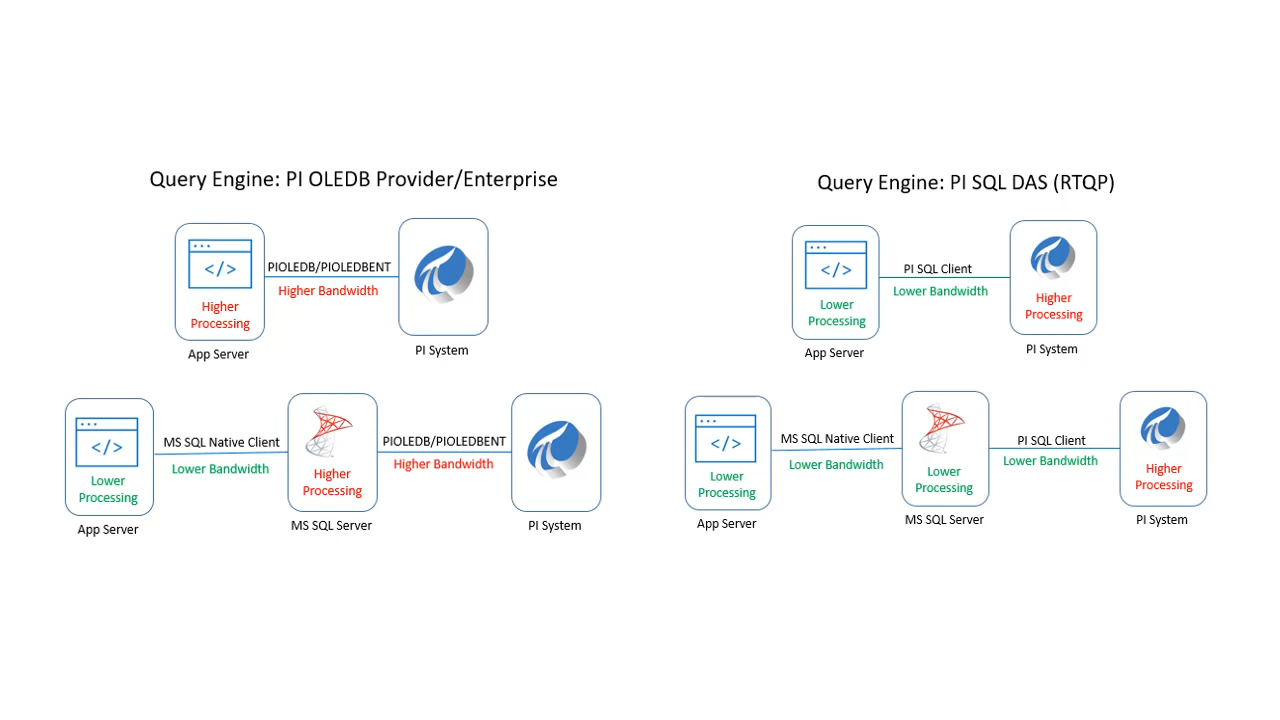 Query Engine: PI OLEDB Provider/Enterprise
</>
Higher
Processing
App Server
PIOLEDB/PIOLEDBENT
Higher Bandwidth
PI System
</>
Lower
Processing
App Server
MS SQL Native Client
Lower Bandwidth
Higher
Processing
MS SQL Server
PIOLEDB/PIOLEDBENT
Higher Bandwidth
PI System
Query Engine: PI SQL DAS (RTQP)
</>
Lower
Processing
App Server
PI SQL Client
Lower Bandwidth
Higher
Processing
PI System
</>
Lower
Processing
App Server
MS SQL Native Client
Lower Bandwidth
Lower
Processing
MS SQL Server
PI SQL Client
Lower Bandwidth
Higher
Processing
PI System